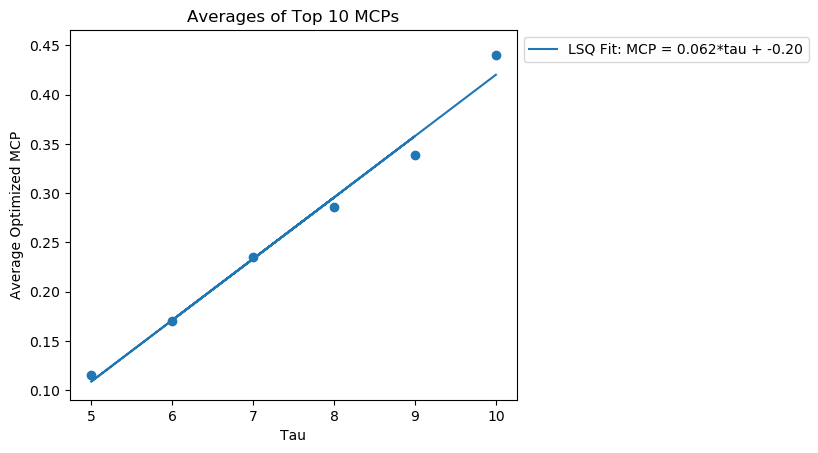 Averages of Top 10 MCPs
LSQ Fit: MCP = 0.062*tau + -0.20
Average Optimized MCP
0.45
0.40
0.35
0.30
0.25
0.20
0.15
0.10
5 6 7 8 9 10
Tau